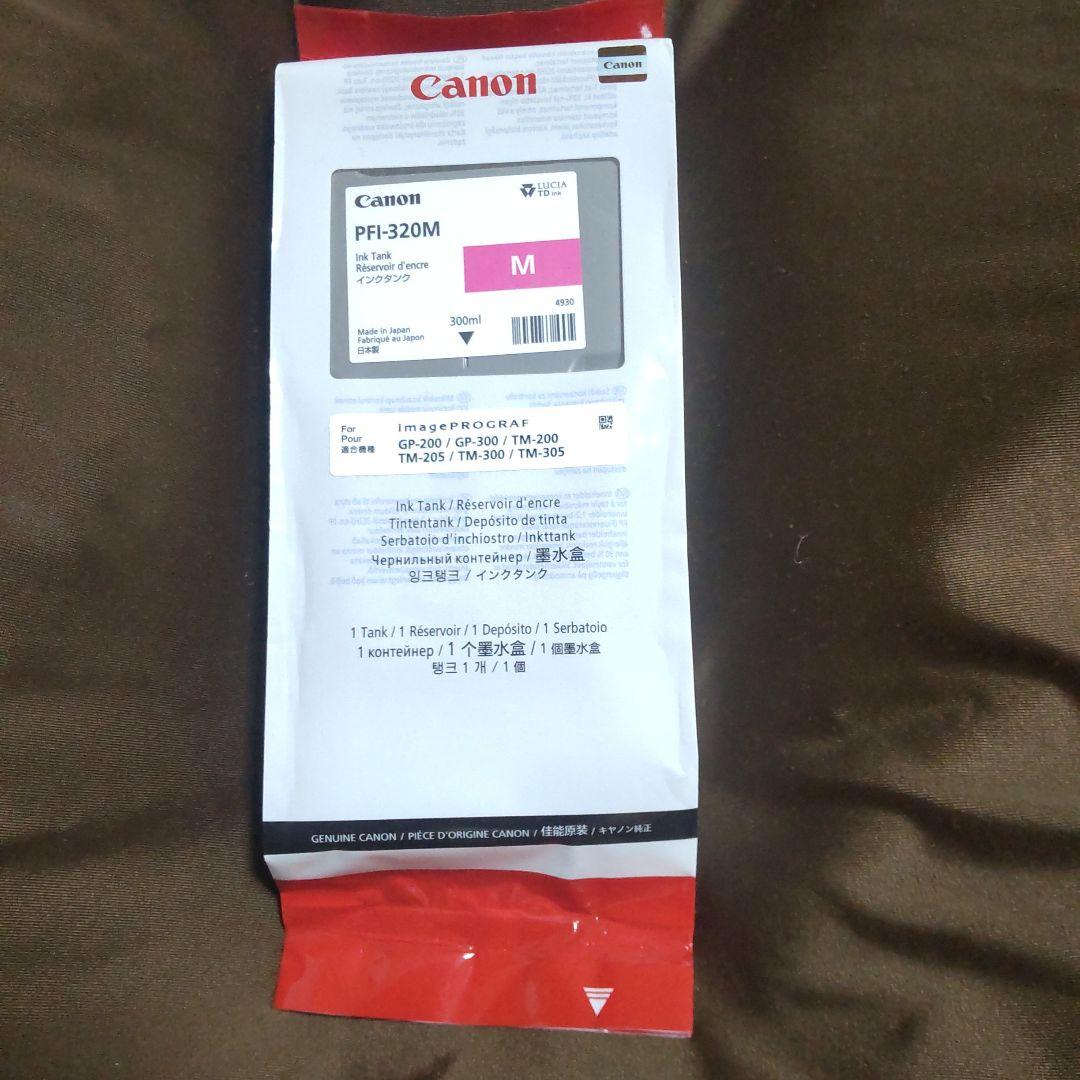 Canon
Canon
Canon
LUCIA
TD ink
PFI-320M
Ink Tank
Réservoir d'encre
インクタンク
M
4930
300ml
Made in Japan
Fabriqué au Japon
日本製
For
Pour
適合機種
imagePROGRAF
GP-200 / GP-300 / TM-200
TM-205 / TM-300 / TM-305
Ink Tank / Réservoir d'encre
Tintentank / Depósito de tinta
Serbatoio d'inchiostro / Inkttank
Чернильный контейнер / 墨水盒
잉크탱크 / インクタンク
1 Tank / 1 Réservoir / 1 Depósito / 1 Serbatoio
1 контейнер / 1 个墨水盒 / 1 個墨水盒
탱크 1 개 / 1 個
GENUINE CANON / PIÈCE D'ORIGINE CANON / 佳能原装 / キヤノン純正